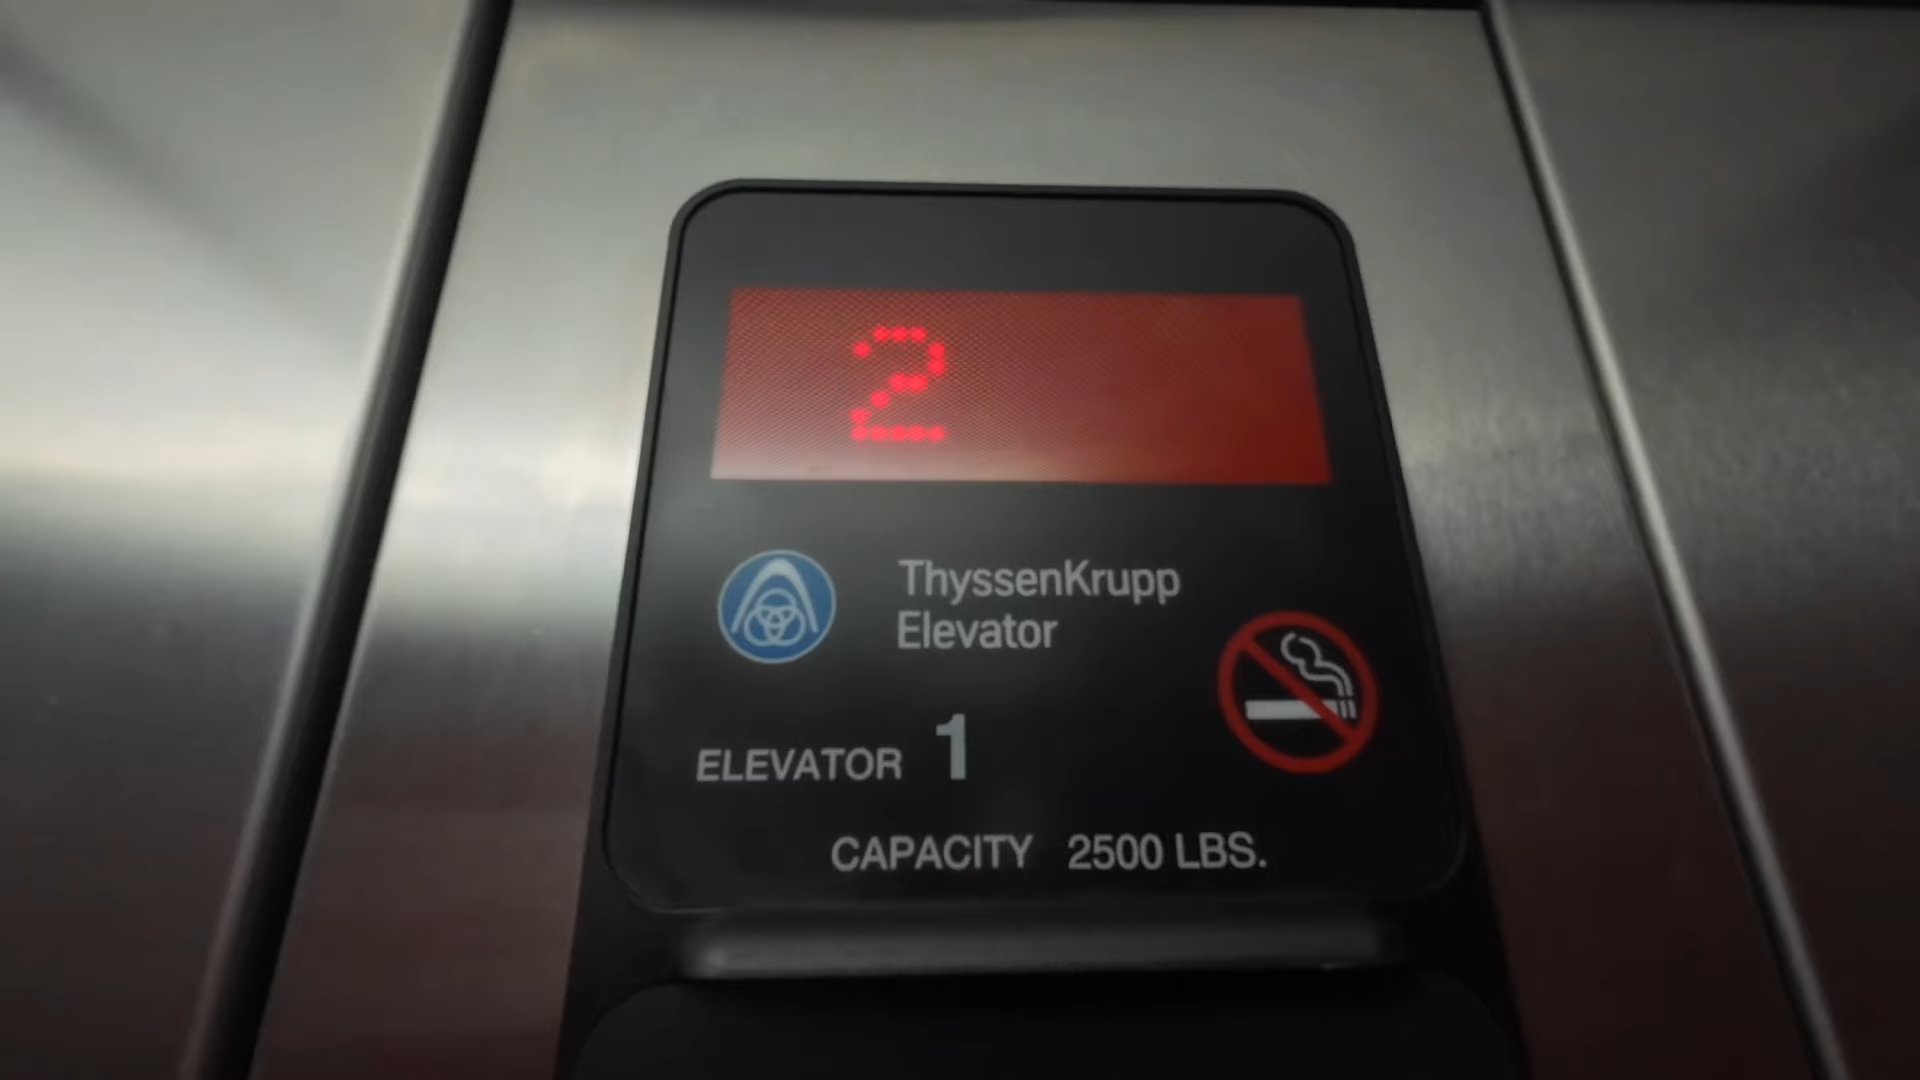 2
ThyssenKrupp
Elevator
ELEVATOR 1
CAPACITY 2500 LBS.